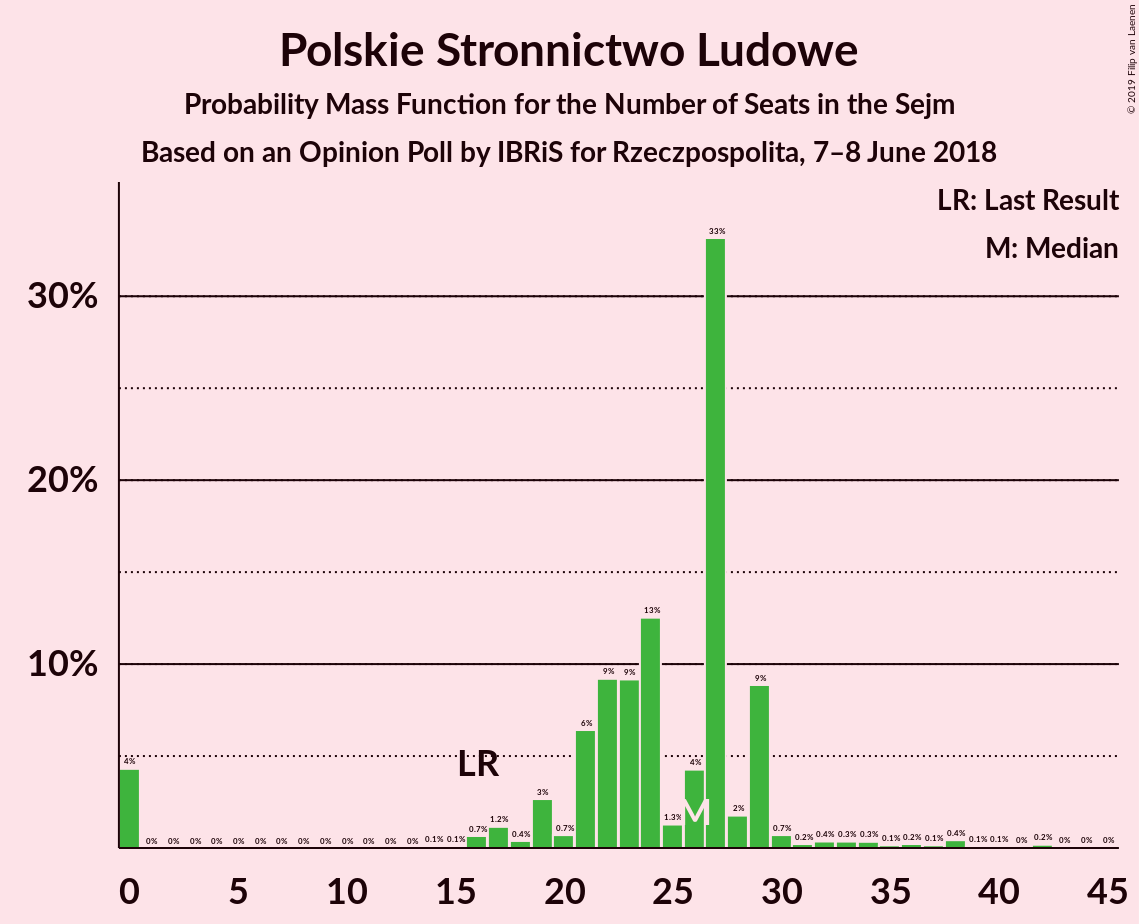 Polskie Stronnictwo Ludowe
Probability Mass Function for the Number of Seats in the Sejm
Based on an Opinion Poll by IBRiS for Rzeczpospolita, 7–8 June 2018
© 2019 Filip van Laenen
LR: Last Result
M: Median
30%
20%
10%
4% 0% 0% 0% 0% 0% 0% 0% 0% 0% 0% 0% 0% 0% 0.1% 0.1% 0.7% 1.2% 0.4% 3% 0.7% 6% 9% 9% 13% 1.3% 4% 33% 2% 9% 0.7% 0.2% 0.4% 0.3% 0.3% 0.1% 0.2% 0.1% 0.4% 0.1% 0.1% 0% 0.2% 0% 0% 0%
LR
M
0 5 10 15 20 25 30 35 40 45